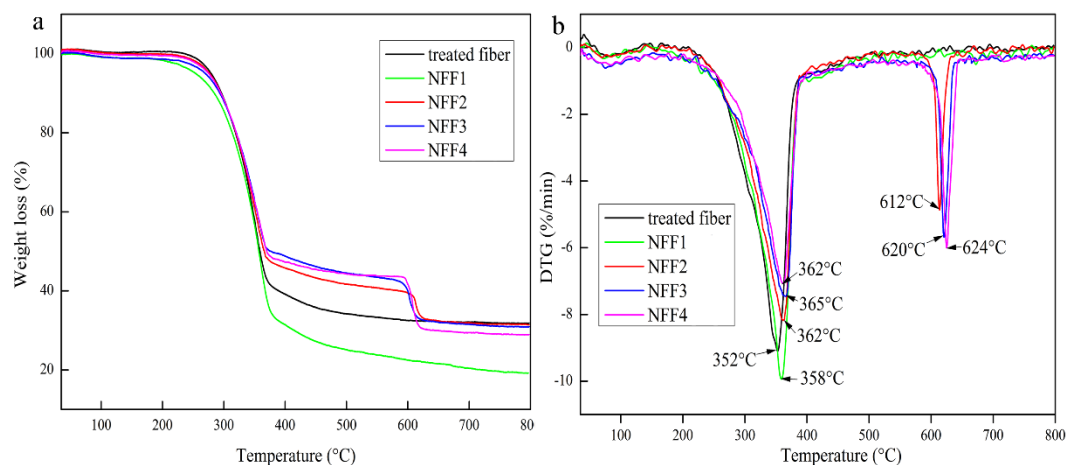 a
100
80
60
40
20
Weight loss (%)
treated fiber
NFF1
NFF2
NFF3
NFF4
100 200 300 400 500 600 700 80
Temperature (°C)
b
0
-2
-4
-6
-8
-10
DTG (%/min)
treated fiber
NFF1
NFF2
NFF3
NFF4
352°C
358°C
362°C
365°C
362°C
612°C
620°C
624°C
100 200 300 400 500 600 700 800
Temperature (°C)